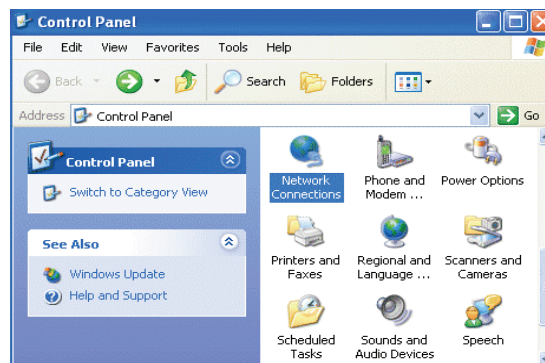 Control Panel
File Edit View Favorites Tools Help
Back Search Folders
Address Control Panel Go
Control Panel
Switch to Category View
See Also
Windows Update
Help and Support
Network Connections
Phone and Modem ...
Power Options
Printers and Faxes
Regional and Language ...
Scanners and Cameras
Scheduled Tasks
Sounds and Audio Devices
Speech